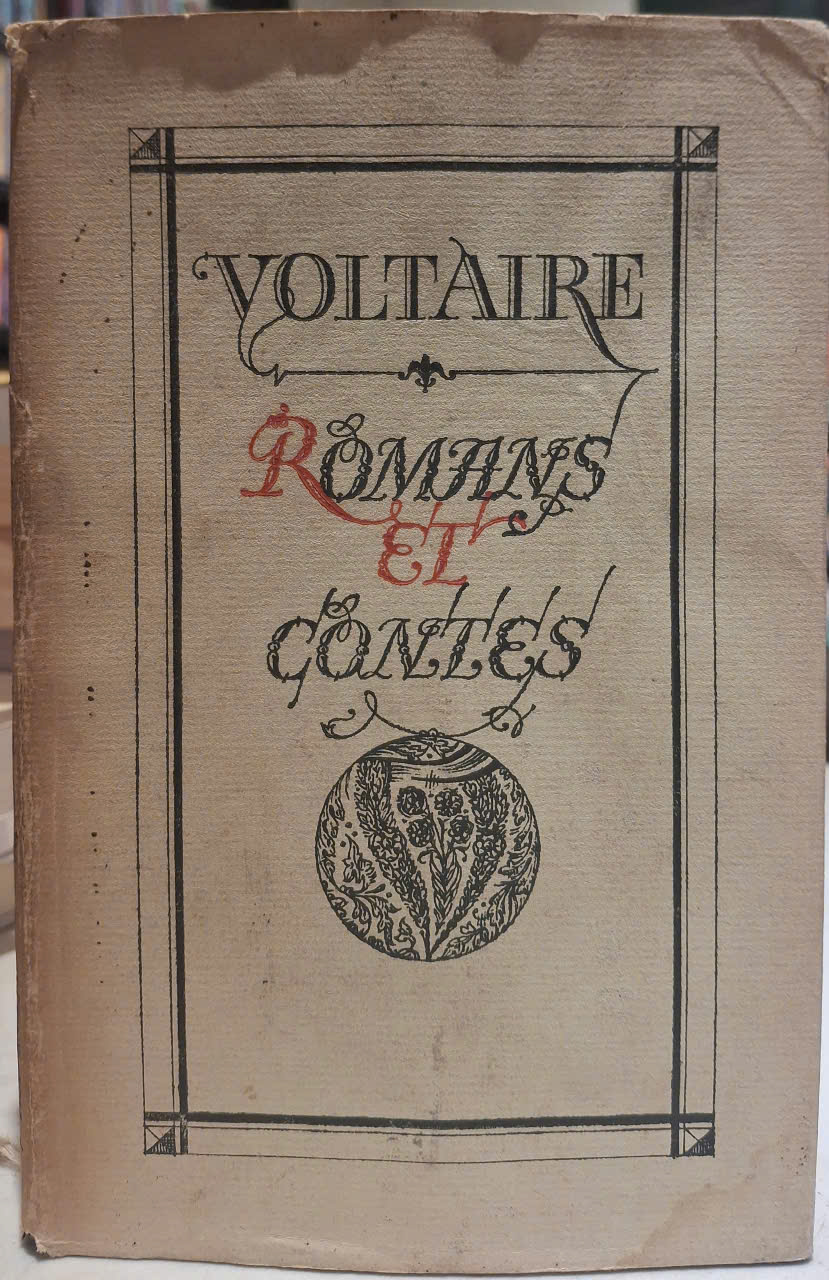 VOLTAIRE
ROMANS
ET
CONTES